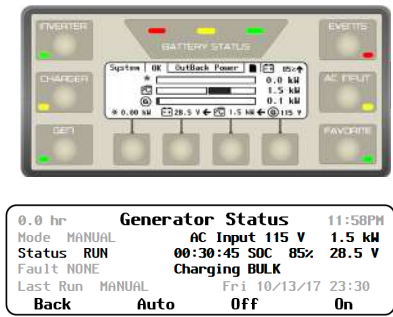 INVERTER
EVENTS
BATTERY STATUS
CHARGER
System OK OutBack Power 85%
0.0 kW
AC INPUT
1.5 kW
G 0.1 kW
0.00 kW 28.5 V 1.5 kW G 115 V
GEN
FAVORITE
0.0 hr Generator Status 11:58PM
Mode MANUAL AC Input 115 V 1.5 kW
Status RUN 00:30:45 SOC 85% 28.5 V
Fault NONE Charging BULK
Last Run MANUAL Fri 10/13/17 23:30
Back Auto Off On